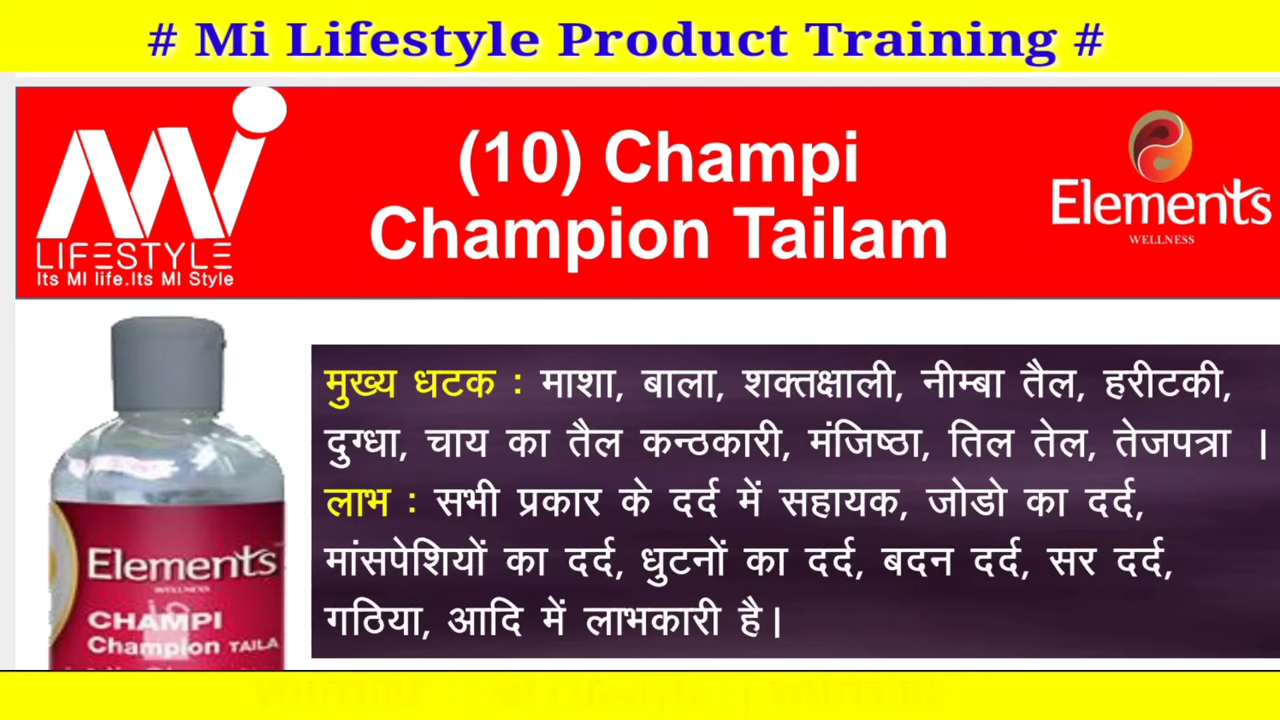 # Mi Lifestyle Product Training #
Mi
LIFESTYLE
Its MI life.Its MI Style
(10) Champi
Champion Tailam
Elements
WELLNESS
मुख्य धटक : माशा, बाला, शक्तक्षाली, नीम्बा तैल, हरीटकी,
दुग्धा, चाय का तैल कन्ठकारी, मंजिष्ठा, तिल तेल, तेजपत्रा ।
लाभ : सभी प्रकार के दर्द में सहायक, जोडो का दर्द,
मांसपेशियों का दर्द, धुटनों का दर्द, बदन दर्द, सर दर्द,
गठिया, आदि में लाभकारी है।
Elements
WELLNESS
CHAMPI
Champion TAILA